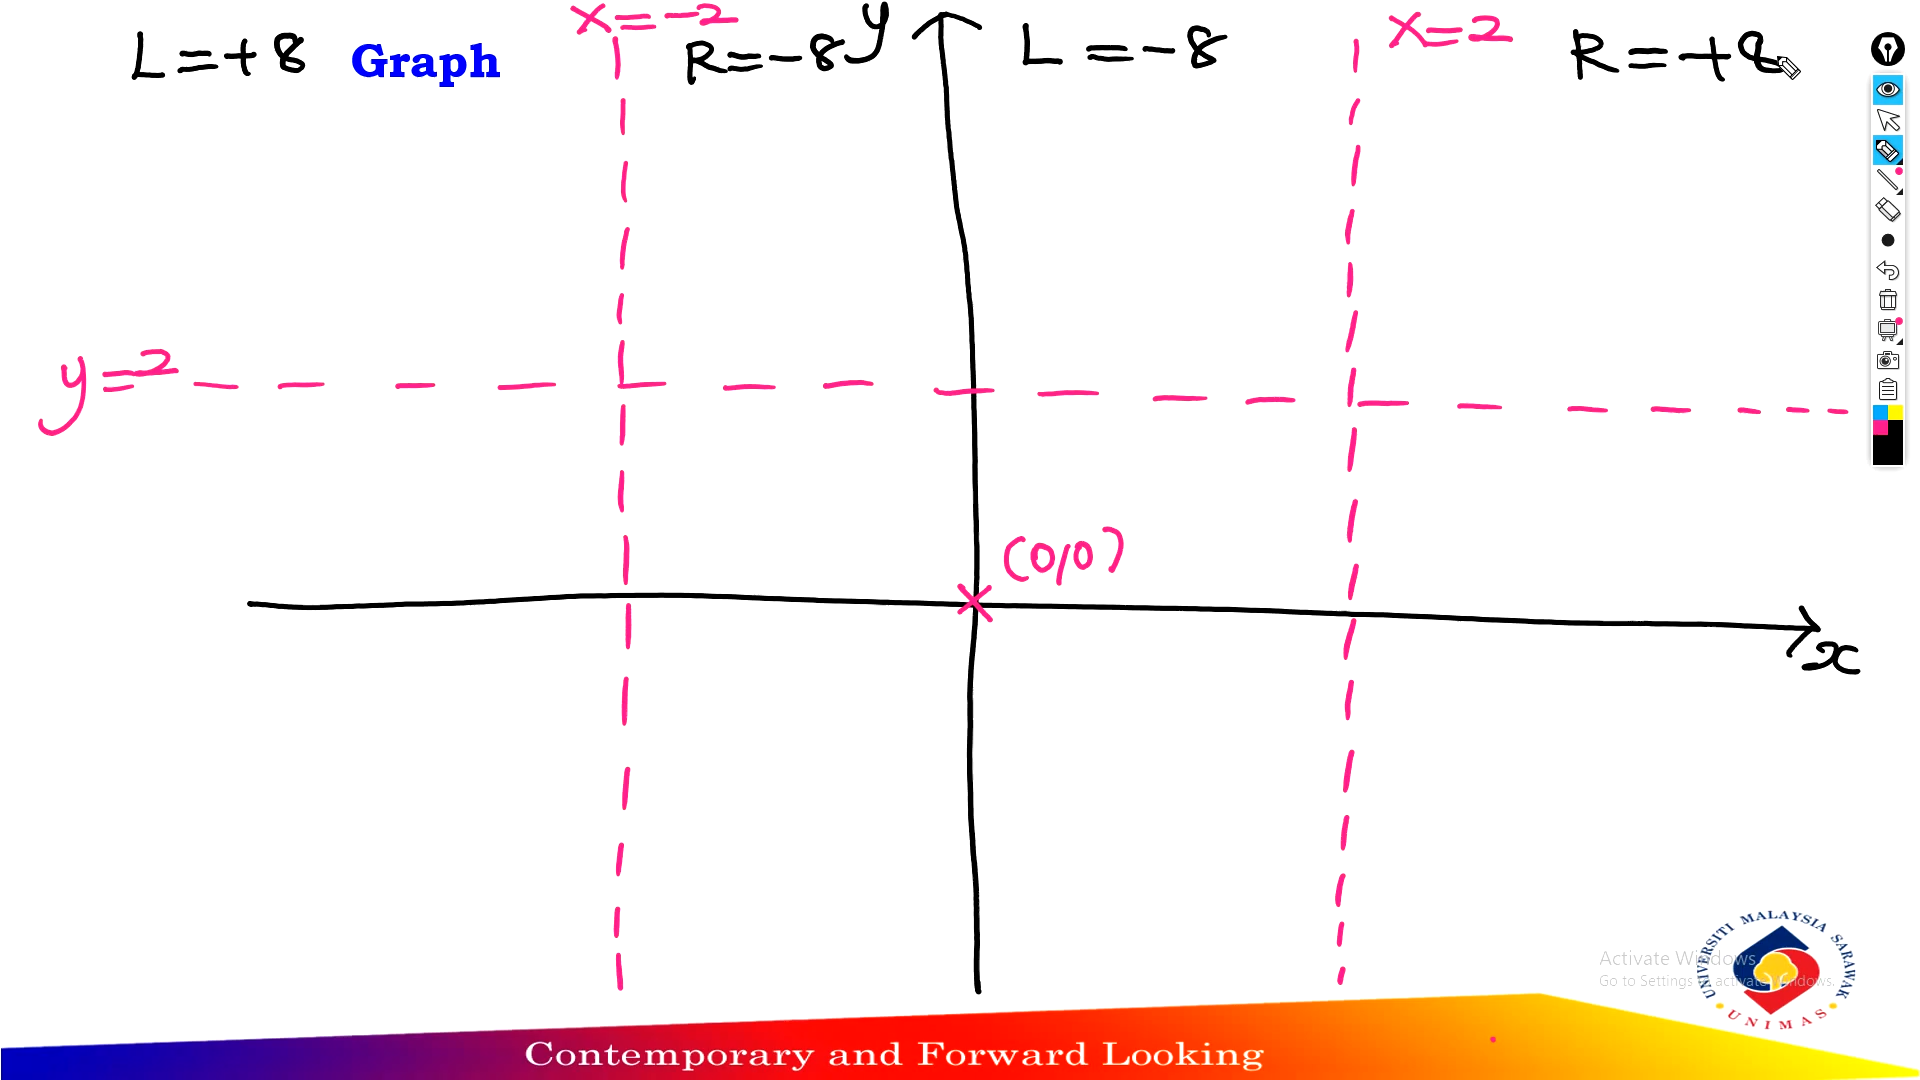 x=-2
L=+8
Graph
R=-8
y
L=-8
x=2
R=+8
y=2
(0,0)
x
UNIVERSITI MALAYSIA SARAWAK
UNIMAS
Activate Windows
Go to Settings to activate Windows.
Contemporary and Forward Looking